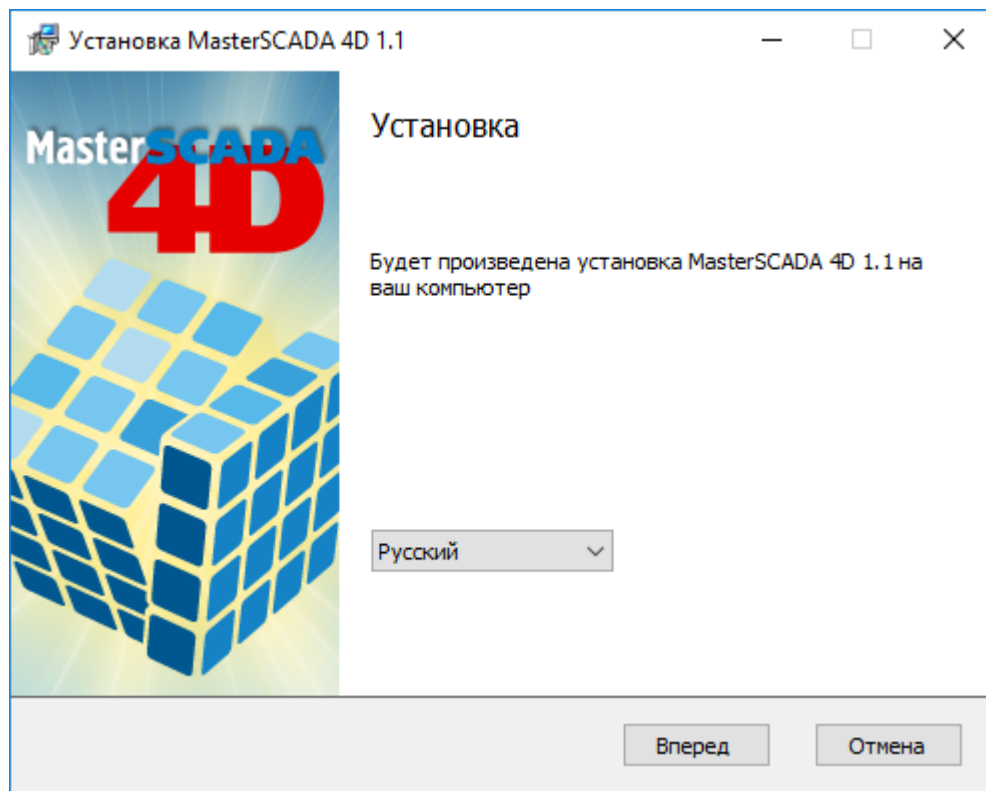 Установка MasterSCADA 4D 1.1
MasterSCADA
4D
Установка
Будет произведена установка MasterSCADA 4D 1.1 на
ваш компьютер
Русский
Вперед
Отмена